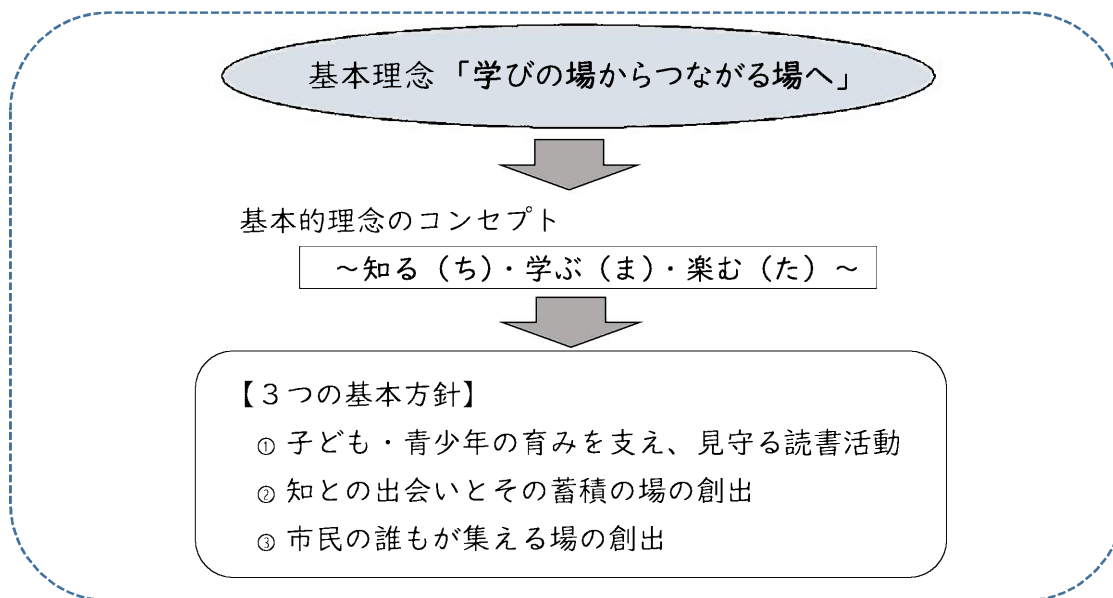 基本理念「学びの場からつながる場へ」
基本的理念のコンセプト
～知る（ち）・学ぶ（ま）・楽む（た）～
【３つの基本方針】
① 子ども・青少年の育みを支え、見守る読書活動
② 知との出会いとその蓄積の場の創出
③ 市民の誰もが集える場の創出